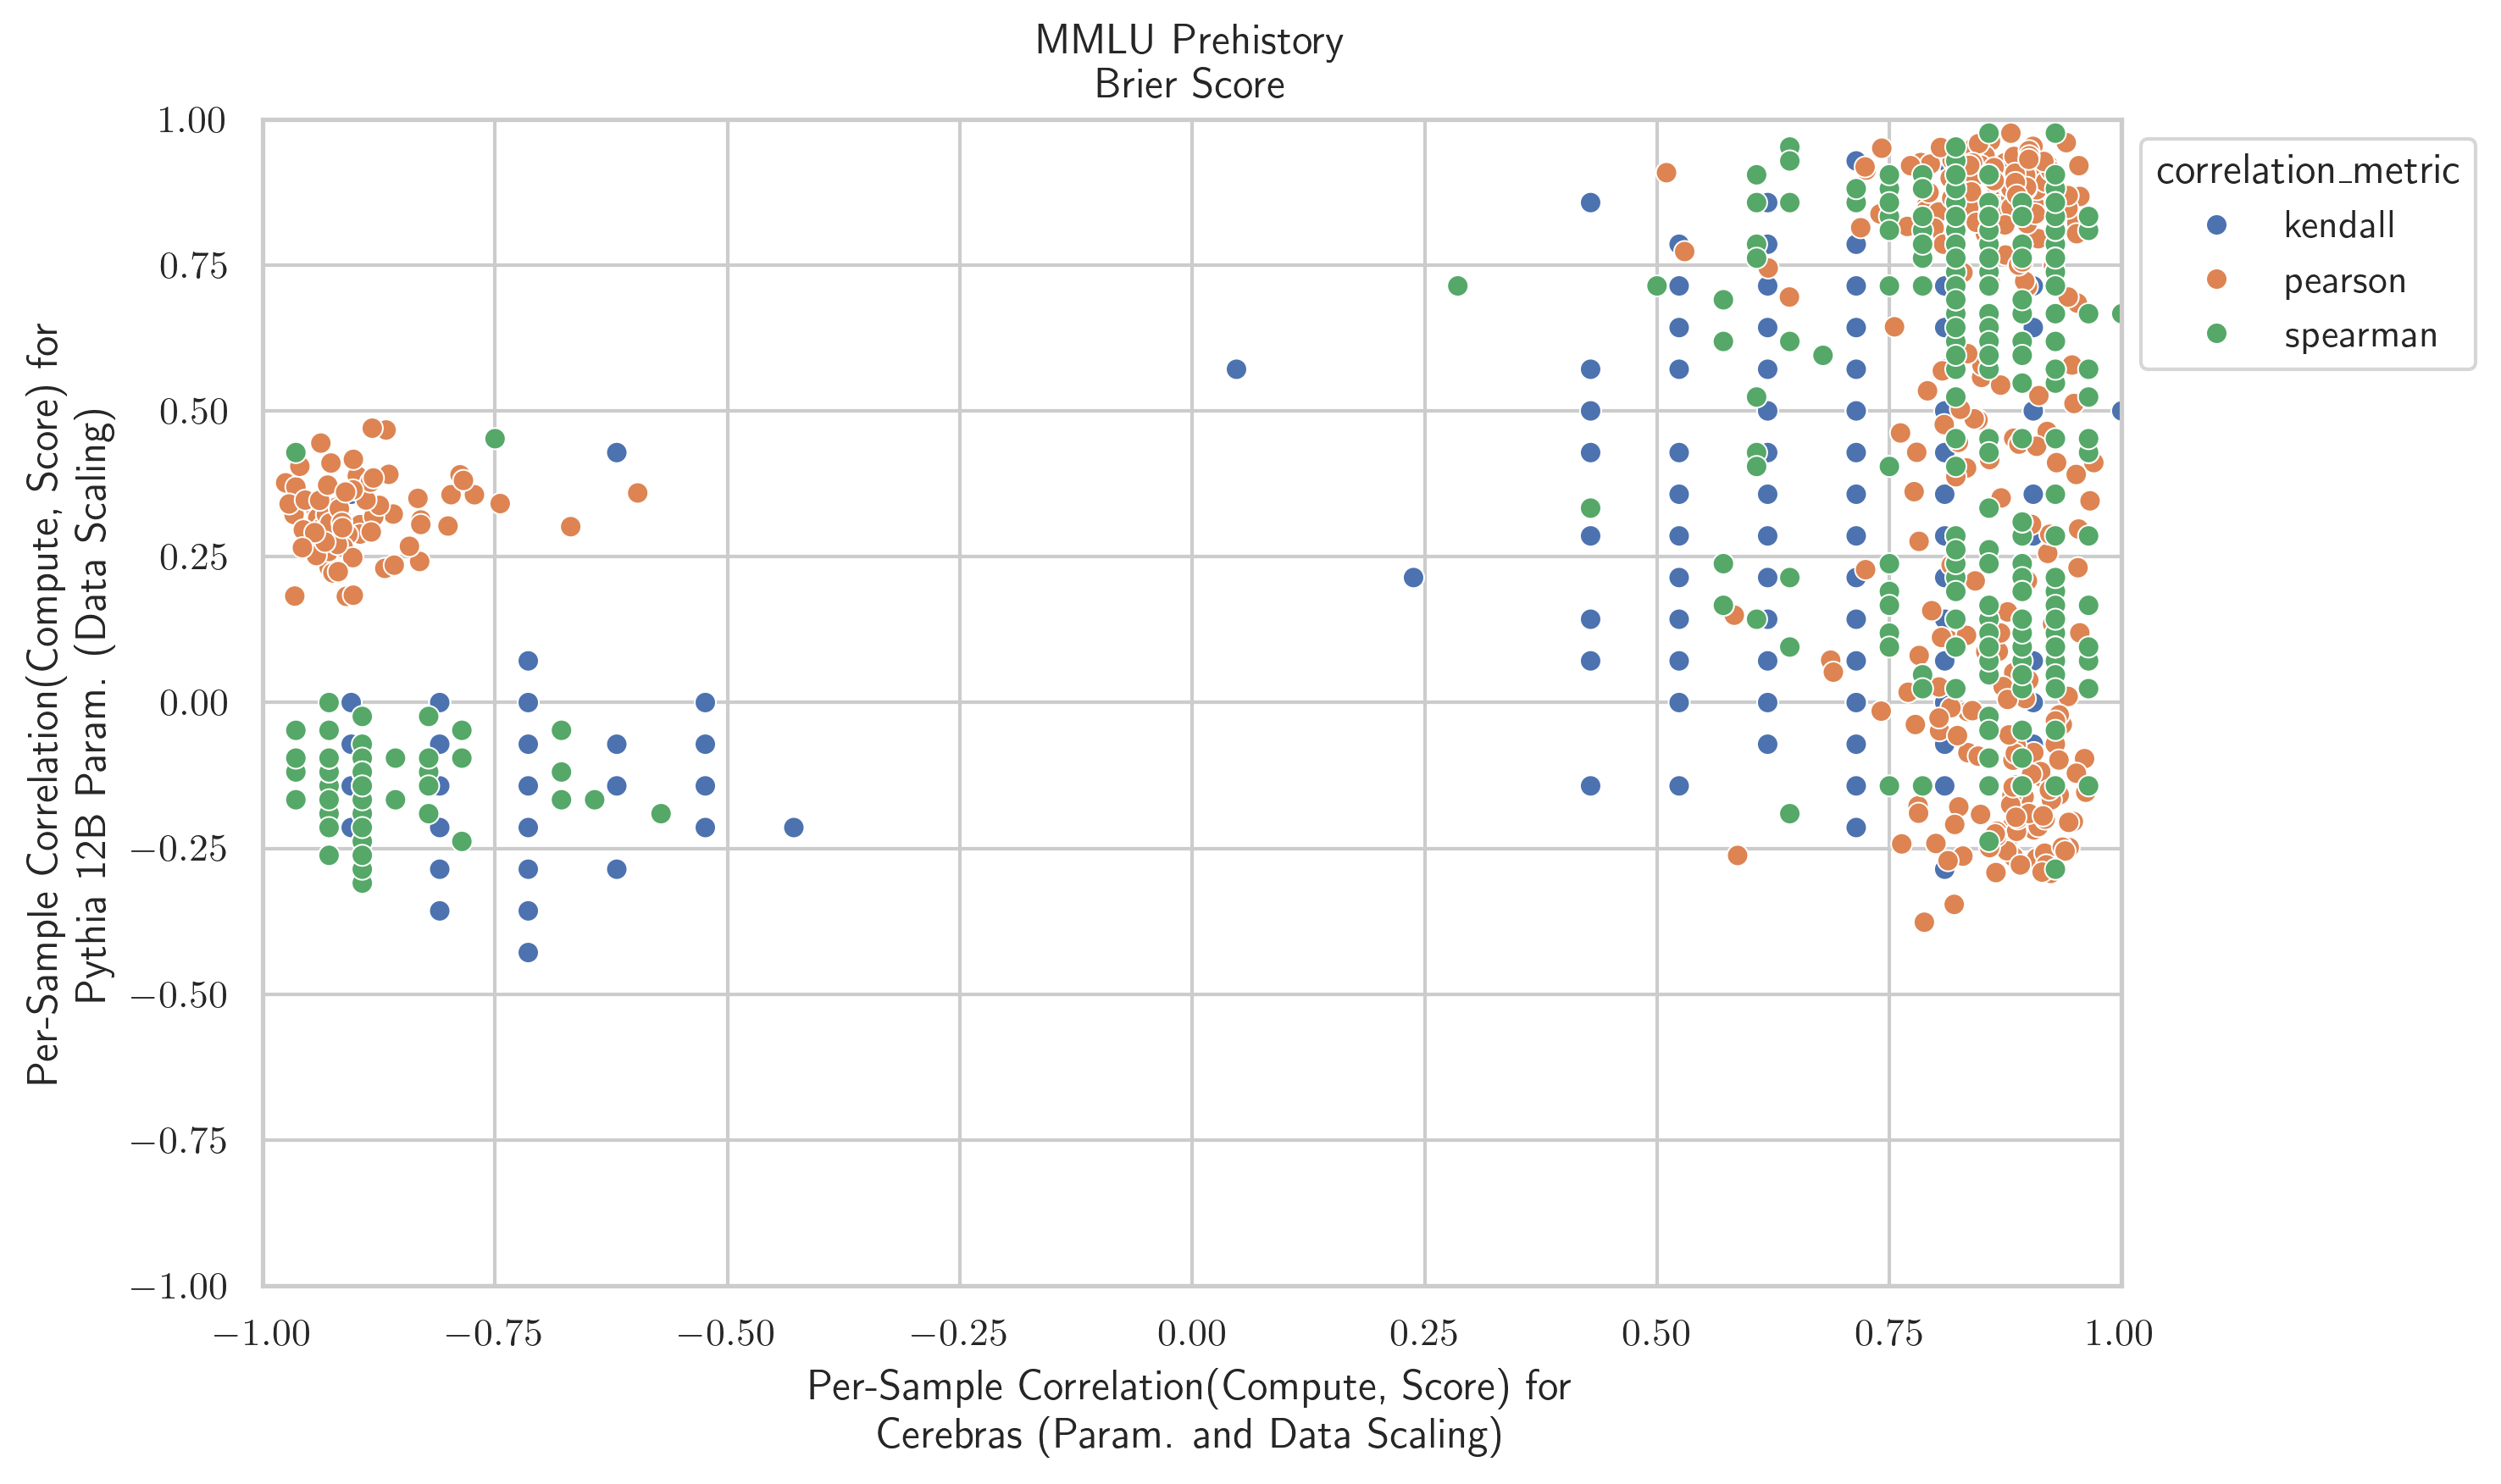 MMLU Prehistory
Brier Score
Per-Sample Correlation(Compute, Score) for
Pythia 12B Param. (Data Scaling)
1.00
0.75
0.50
0.25
0.00
−0.25
−0.50
−0.75
−1.00
−1.00 −0.75 −0.50 −0.25 0.00 0.25 0.50 0.75 1.00
Per-Sample Correlation(Compute, Score) for
Cerebras (Param. and Data Scaling)
correlation_metric
kendall
pearson
spearman